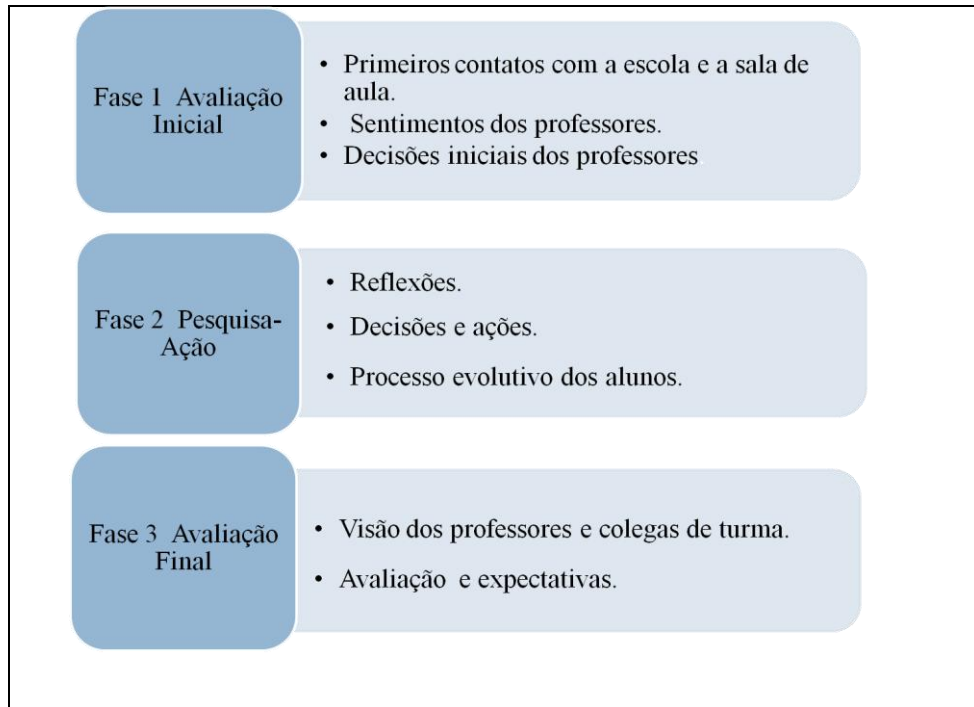 Fase 1 Avaliação
Inicial
• Primeiros contatos com a escola e a sala de
aula.
• Sentimentos dos professores.
• Decisões iniciais dos professores.
Fase 2 Pesquisa-
Ação
• Reflexões.
• Decisões e ações.
• Processo evolutivo dos alunos.
Fase 3 Avaliação
Final
• Visão dos professores e colegas de turma.
• Avaliação e expectativas.